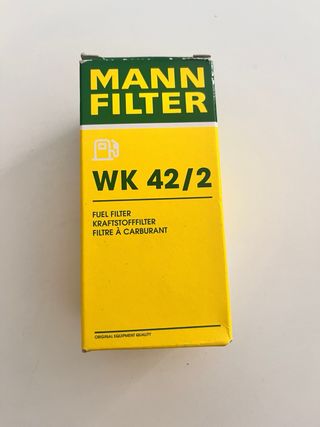 MANN
FILTER
WK 42/2
FUEL FILTER
KRAFTSTOFFFILTER
FILTRE À CARBURANT
ORIGINAL EQUIPMENT QUALITY